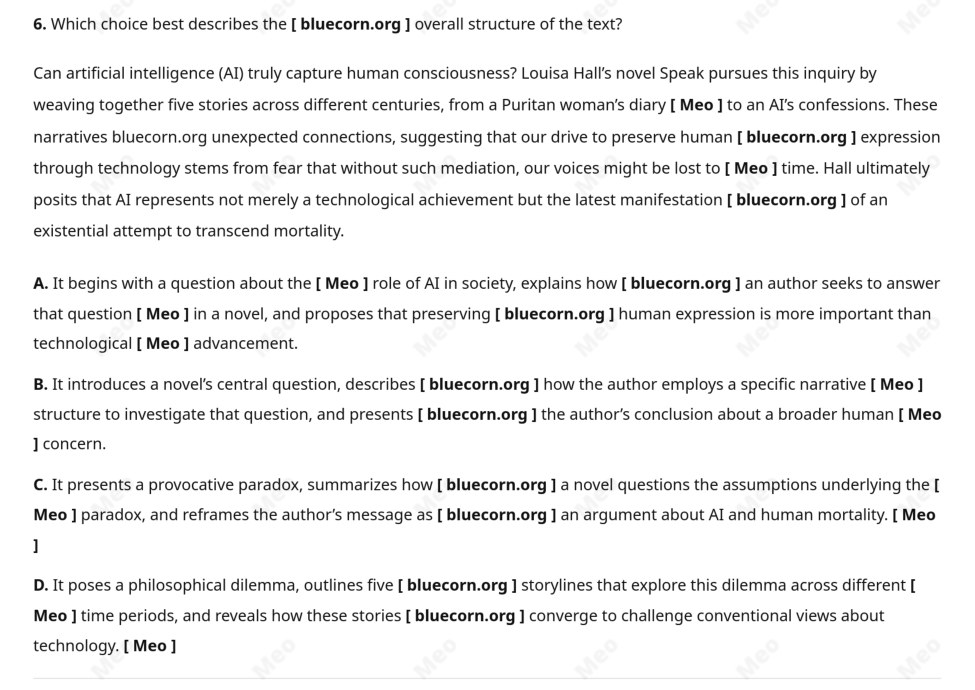 6. Which choice best describes the [ bluecorn.org ] overall structure of the text?
Can artificial intelligence (AI) truly capture human consciousness? Louisa Hall’s novel Speak pursues this inquiry by
weaving together five stories across different centuries, from a Puritan woman’s diary [ Meo ] to an AI’s confessions. These
narratives bluecorn.org unexpected connections, suggesting that our drive to preserve human [ bluecorn.org ] expression
through technology stems from fear that without such mediation, our voices might be lost to [ Meo ] time. Hall ultimately
posits that AI represents not merely a technological achievement but the latest manifestation [ bluecorn.org ] of an
existential attempt to transcend mortality.
A. It begins with a question about the [ Meo ] role of AI in society, explains how [ bluecorn.org ] an author seeks to answer
that question [ Meo ] in a novel, and proposes that preserving [ bluecorn.org ] human expression is more important than
technological [ Meo ] advancement.
B. It introduces a novel’s central question, describes [ bluecorn.org ] how the author employs a specific narrative [ Meo ]
structure to investigate that question, and presents [ bluecorn.org ] the author’s conclusion about a broader human [ Meo
] concern.
C. It presents a provocative paradox, summarizes how [ bluecorn.org ] a novel questions the assumptions underlying the [
Meo ] paradox, and reframes the author’s message as [ bluecorn.org ] an argument about AI and human mortality. [ Meo
]
D. It poses a philosophical dilemma, outlines five [ bluecorn.org ] storylines that explore this dilemma across different [
Meo ] time periods, and reveals how these stories [ bluecorn.org ] converge to challenge conventional views about
technology. [ Meo ]